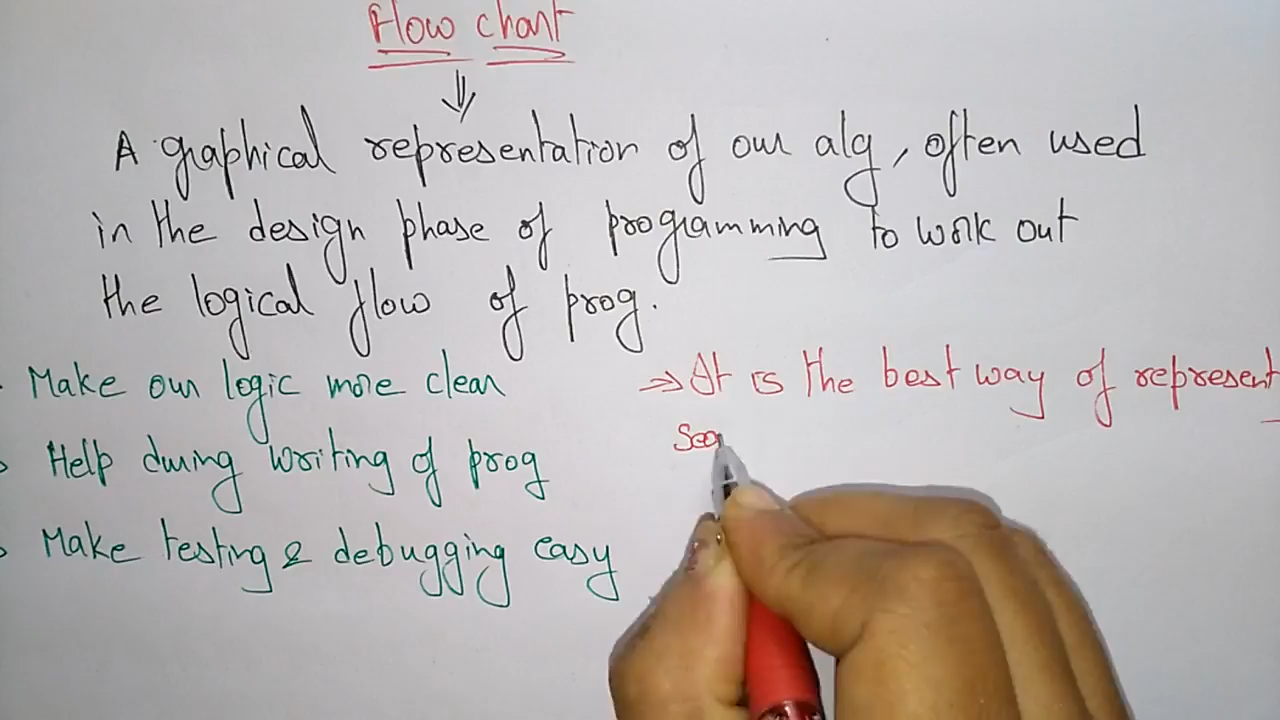 Flow chart
A graphical representation of our alg, often used
in the design phase of programming to work out
the logical flow of prog.
Make our logic more clear
Help during writing of prog
Make testing & debugging easy
⇒ It is the best way of represent